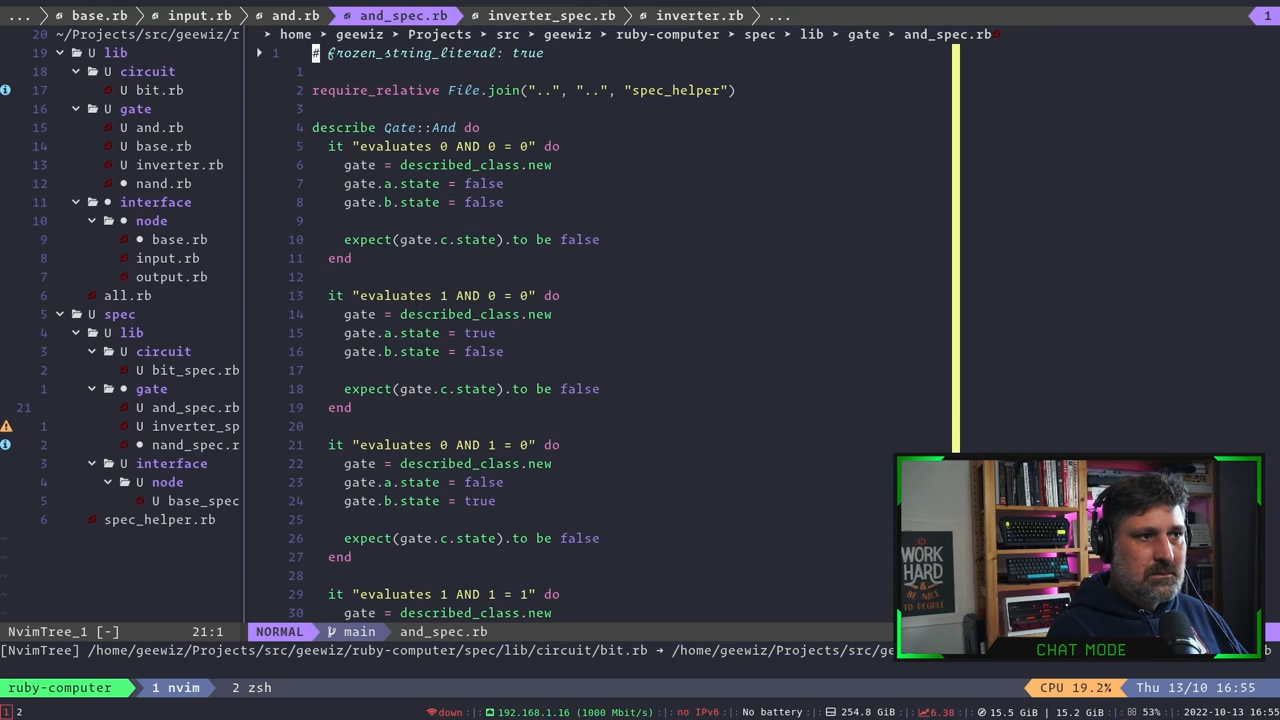 ... base.rb input.rb and.rb and_spec.rb inverter_spec.rb inverter.rb ... 1
20 ~/Projects/src/geewiz/r
19 U lib
18 U circuit
17 U bit.rb
16 U gate
15 U and.rb
14 U base.rb
13 U inverter.rb
12 nand.rb
11 interface
10 node
9 base.rb
8 input.rb
7 output.rb
6 all.rb
5 U spec
4 U lib
3 U circuit
2 U bit_spec.rb
1 gate
21 U and_spec.rb
1 U inverter_sp
2 nand_spec.r
3 U interface
4 U node
5 U base_spec
6 spec_helper.rb
~
~
~
~
~
NvimTree_1 [-] 21:1
home geewiz Projects src geewiz ruby-computer spec lib gate and_spec.rb
1 # frozen_string_literal: true
1
2 require_relative File.join("..", "..", "spec_helper")
3
4 describe Gate::And do
5 it "evaluates 0 AND 0 = 0" do
6 gate = described_class.new
7 gate.a.state = false
8 gate.b.state = false
9
10 expect(gate.c.state).to be false
11 end
12
13 it "evaluates 1 AND 0 = 0" do
14 gate = described_class.new
15 gate.a.state = true
16 gate.b.state = false
17
18 expect(gate.c.state).to be false
19 end
20
21 it "evaluates 0 AND 1 = 0" do
22 gate = described_class.new
23 gate.a.state = false
24 gate.b.state = true
25
26 expect(gate.c.state).to be false
27 end
28
29 it "evaluates 1 AND 1 = 1" do
30 gate = described_class.new
NORMAL main and_spec.rb
WORK
HARD
& BE NICE
TO PEOPLE
CHAT MODE
[NvimTree] /home/geewiz/Projects/src/geewiz/ruby-computer/spec/lib/circuit/bit.rb → /home/geewiz/Projects/src/ge b
ruby-computer 1 nvim 2 zsh CPU 19.2% Thu 13/10 16:55
1 2 down 192.168.1.16 (1000 Mbit/s) no IPv6 No battery 254.8 GiB 6.38 15.5 GiB | 15.2 GiB 53% 2022-10-13 16:55